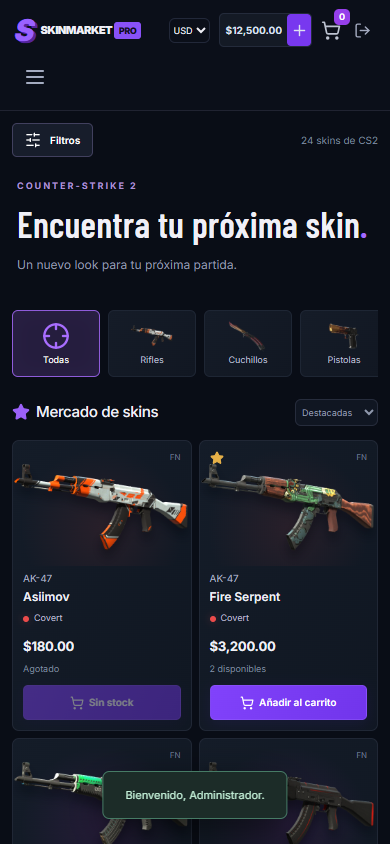 S SKINMARKET PRO
USD
$12,500.00
0
Filtros
24 skins de CS2
COUNTER-STRIKE 2
Encuentra tu próxima skin.
Un nuevo look para tu próxima partida.
Todas
Rifles
Cuchillos
Pistolas
Mercado de skins
Destacadas
FN
AK-47
Asiimov
Covert
$180.00
Agotado
Sin stock
FN
AK-47
Fire Serpent
Covert
$3,200.00
2 disponibles
Añadir al carrito
FN
FN
Bienvenido, Administrador.